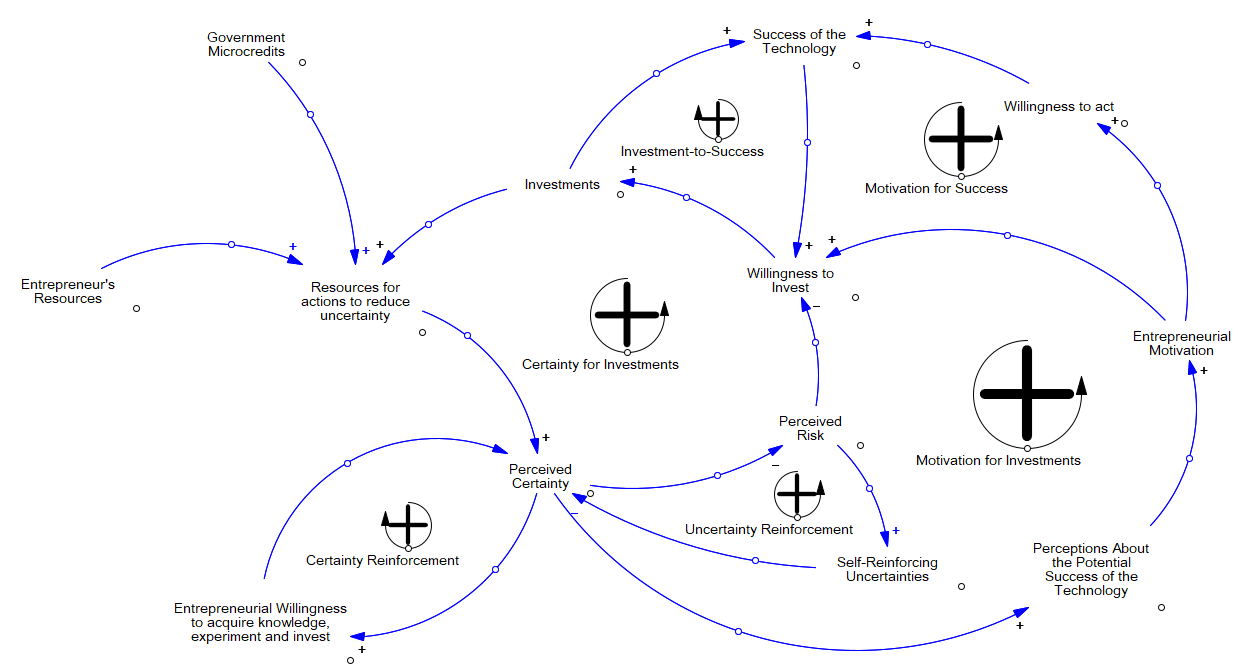 Government
Microcredits
Success of the
Technology
Willingness to act
Investment-to-Success
Investments
Motivation for Success
Entrepreneur's
Resources
Resources for
actions to reduce
uncertainty
Willingness to
Invest
Certainty for Investments
Entrepreneurial
Motivation
Perceived
Risk
Motivation for Investments
Perceived
Certainty
Uncertainty Reinforcement
Certainty Reinforcement
Self-Reinforcing
Uncertainties
Perceptions About
the Potential
Success of the
Technology
Entrepreneurial Willingness
to acquire knowledge,
experiment and invest